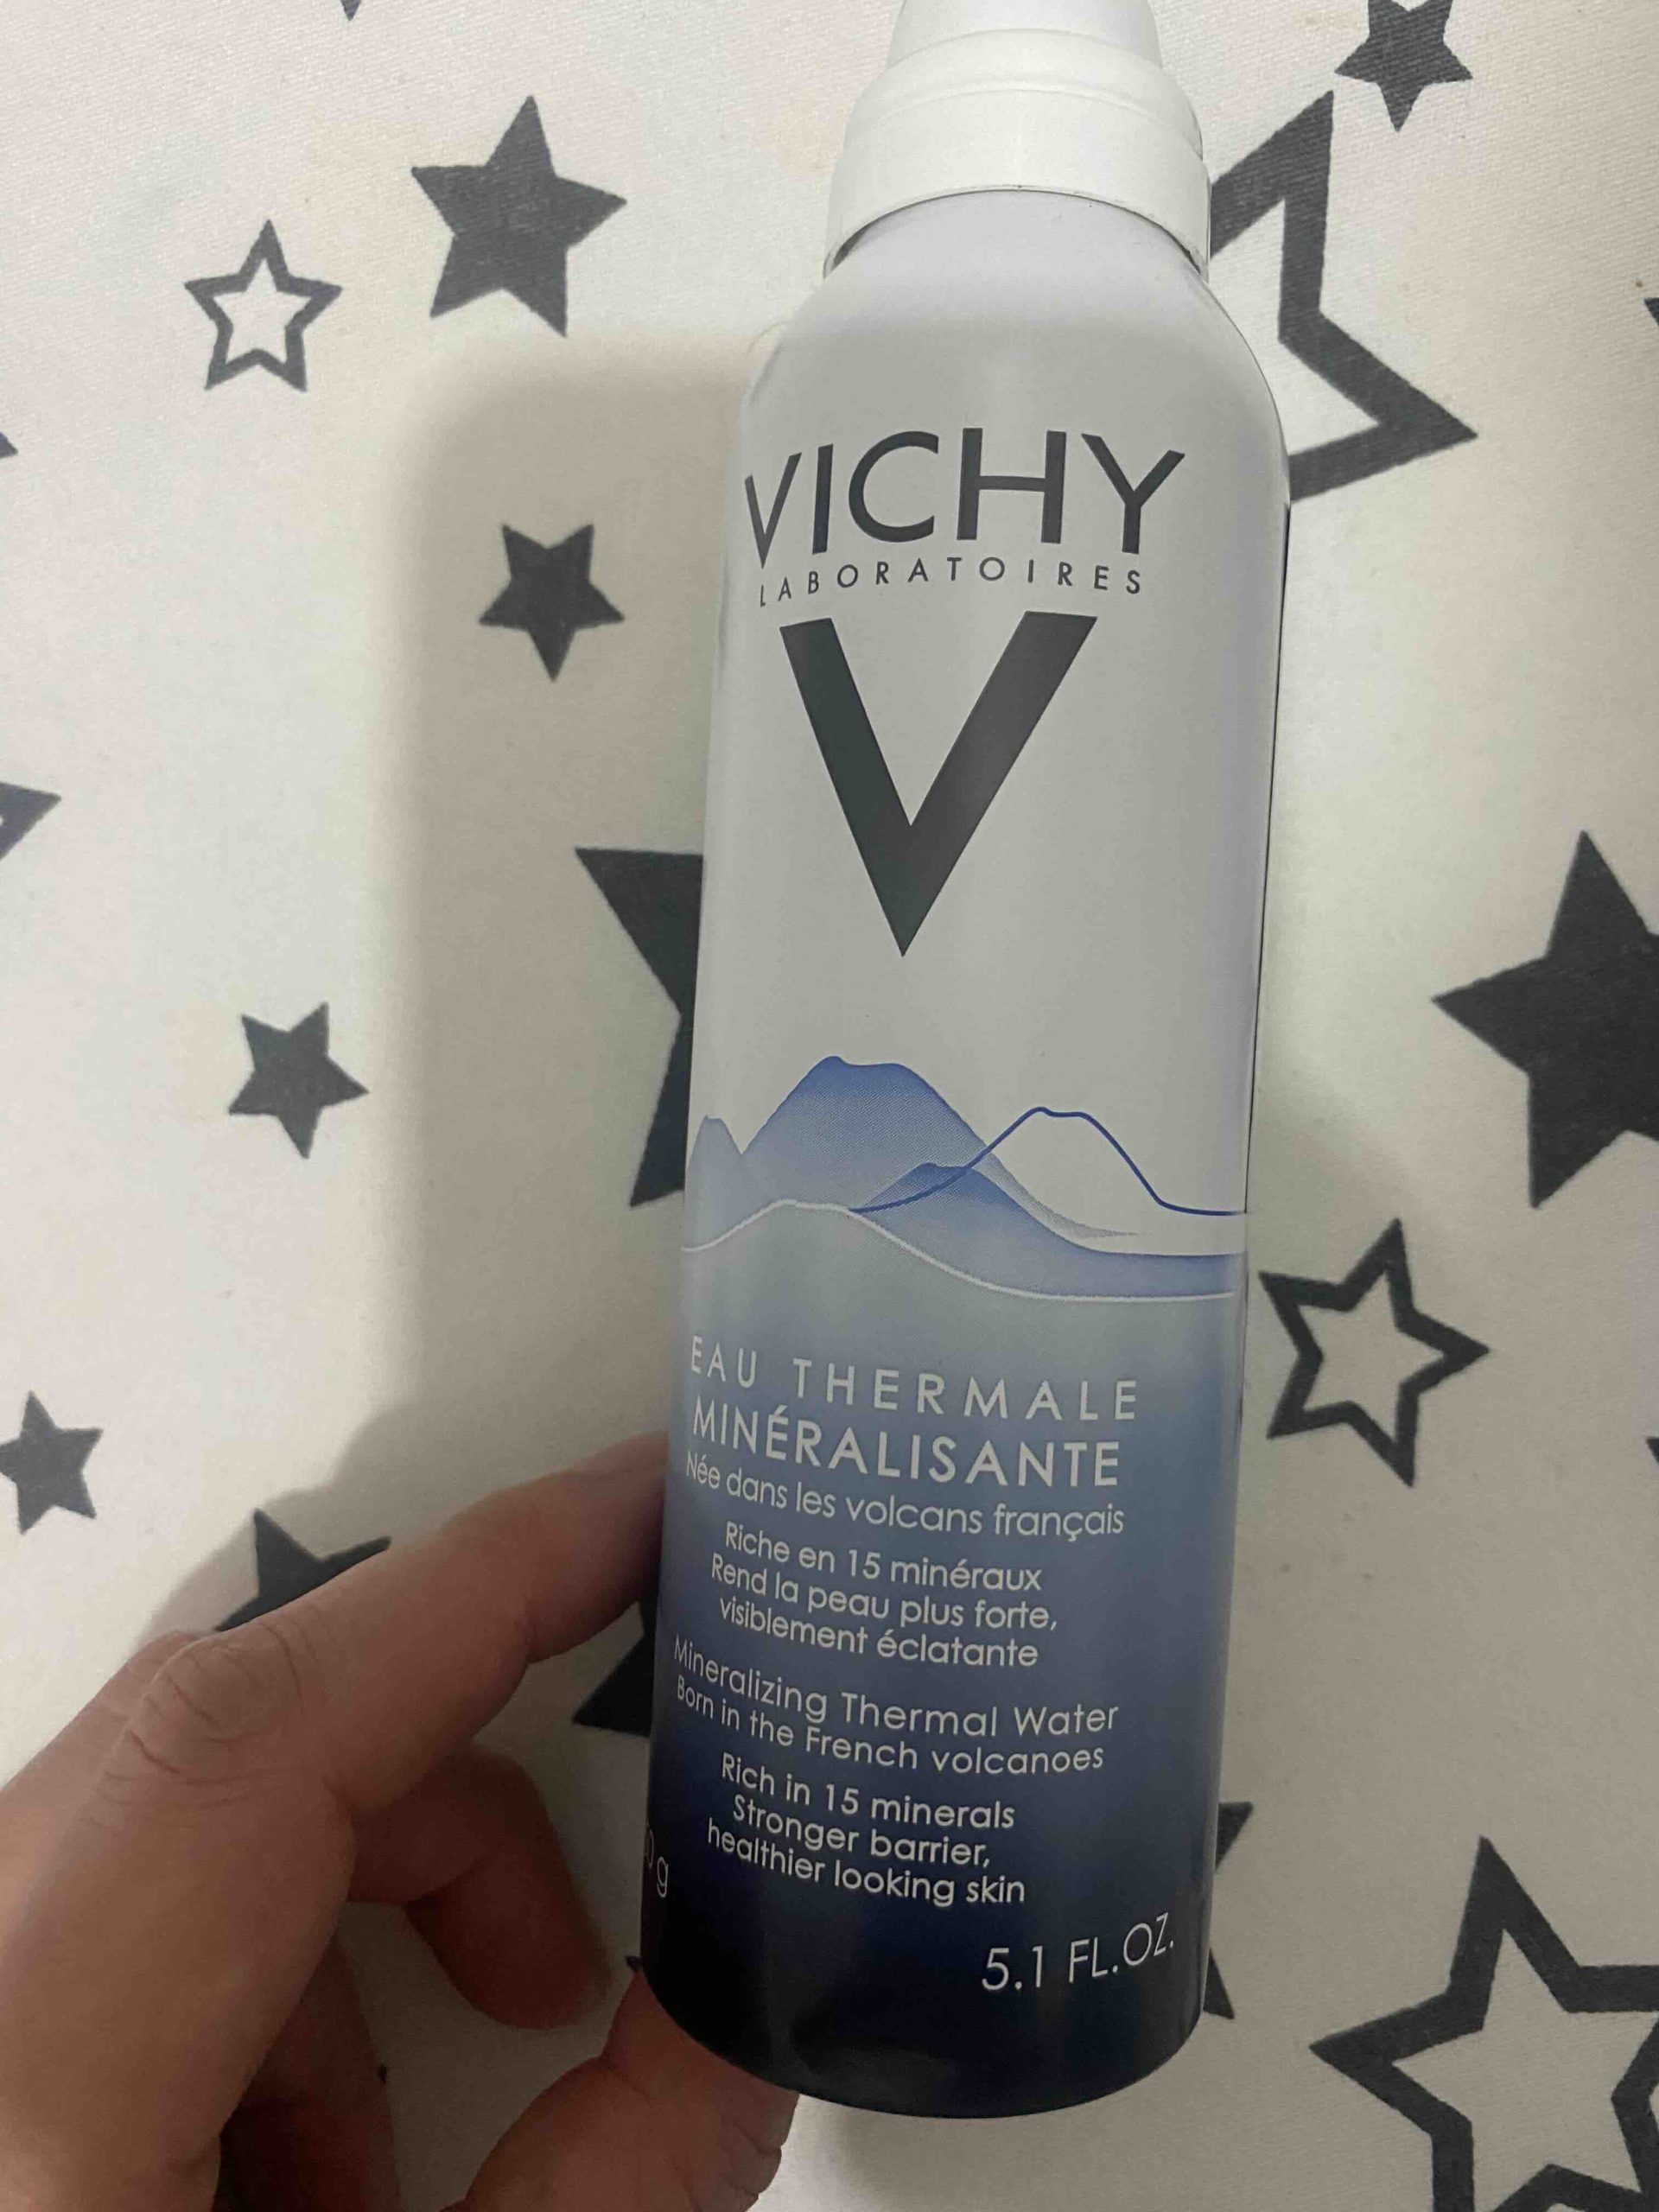 VICHY
LABORATOIRES
V
EAU THERMALE
MINÉRALISANTE
Née dans les volcans français
Riche en 15 minéraux
Rend la peau plus forte,
visiblement éclatante
Mineralizing Thermal Water
Born in the French volcanoes
Rich in 15 minerals
Stronger barrier,
healthier looking skin
g
5.1 FL.OZ.